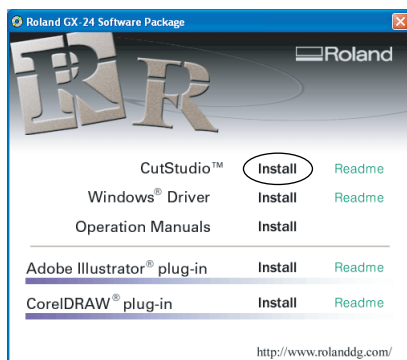 Roland GX-24 Software Package
Roland
RR
CutStudio™ Install Readme
Windows® Driver Install Readme
Operation Manuals Install
Adobe Illustrator® plug-in Install Readme
CorelDRAW® plug-in Install Readme
http://www.rolanddg.com/